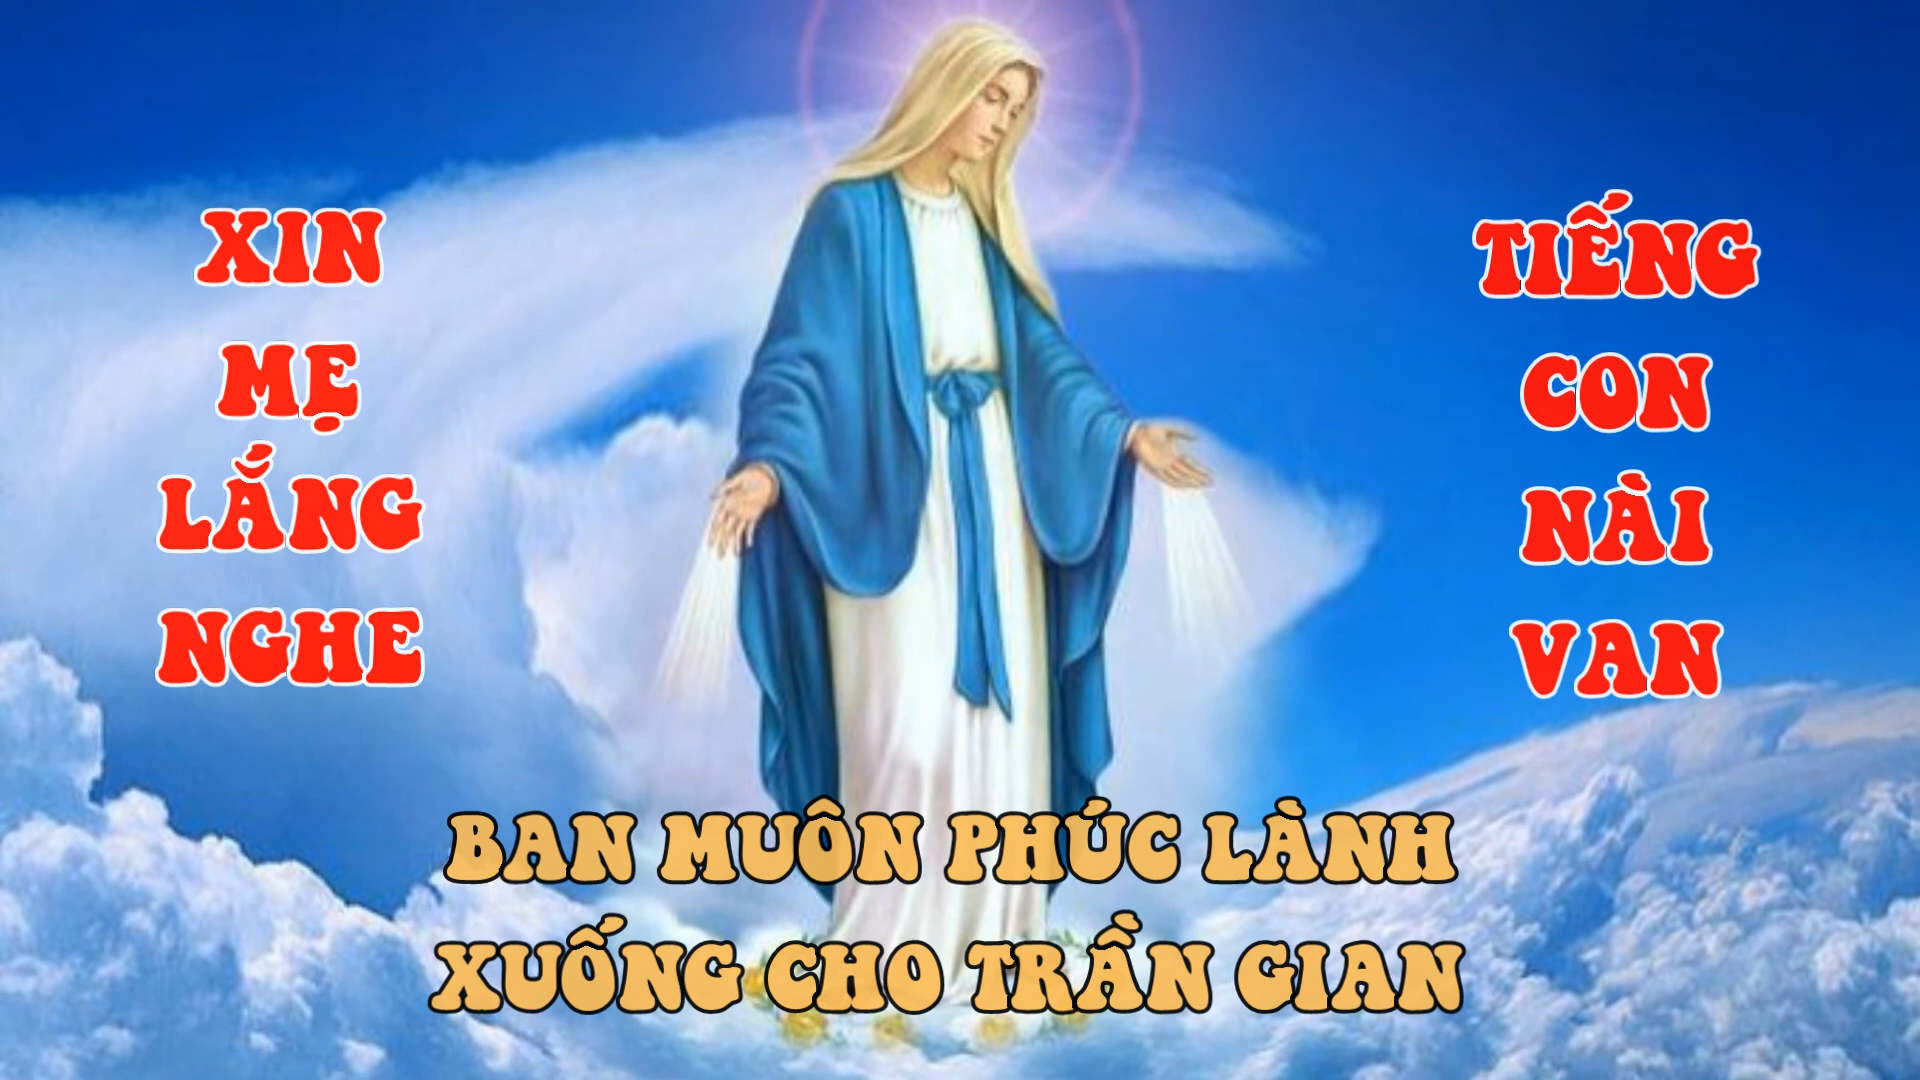 XIN
MẸ
LẮNG
NGHE
TIẾNG
CON
NÀI
VAN
BAN MUÔN PHÚC LÀNH
XUỐNG CHO TRẦN GIAN